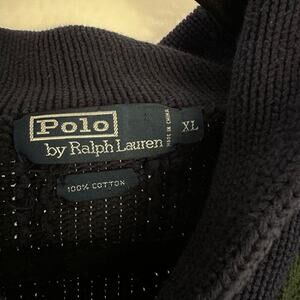 Polo
by Ralph Lauren
MADE IN CHINA
XL
100% COTTON